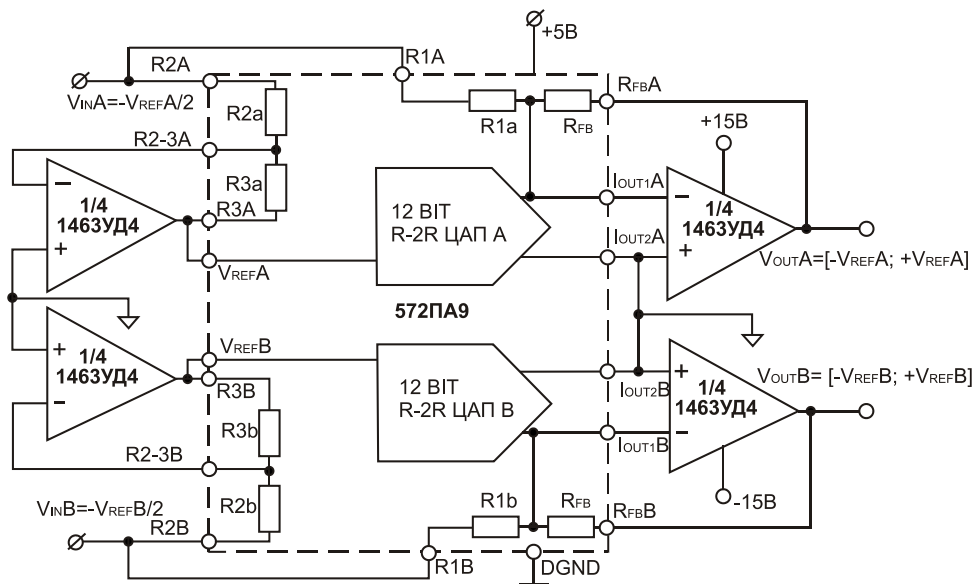 +5В
R2A
R1A
RFBA
VINA=-VREFA/2
R2a
R1a
RFB
+15В
R2-3A
R3a
1/4
1463УД4
R3A
12 BIT
R-2R ЦАП А
IOUT1A
1/4
1463УД4
IOUT2A
VREFA
VOUTA=[-VREFA; +VREFA]
572ПА9
1/4
1463УД4
VREFB
R3B
12 BIT
R-2R ЦАП В
IOUT2B
1/4
1463УД4
VOUTB= [-VREFB; +VREFB]
R3b
IOUT1B
R2-3B
VINB=-VREFB/2
R2b
R1b
RFB
-15В
R2B
RFBB
R1B
DGND